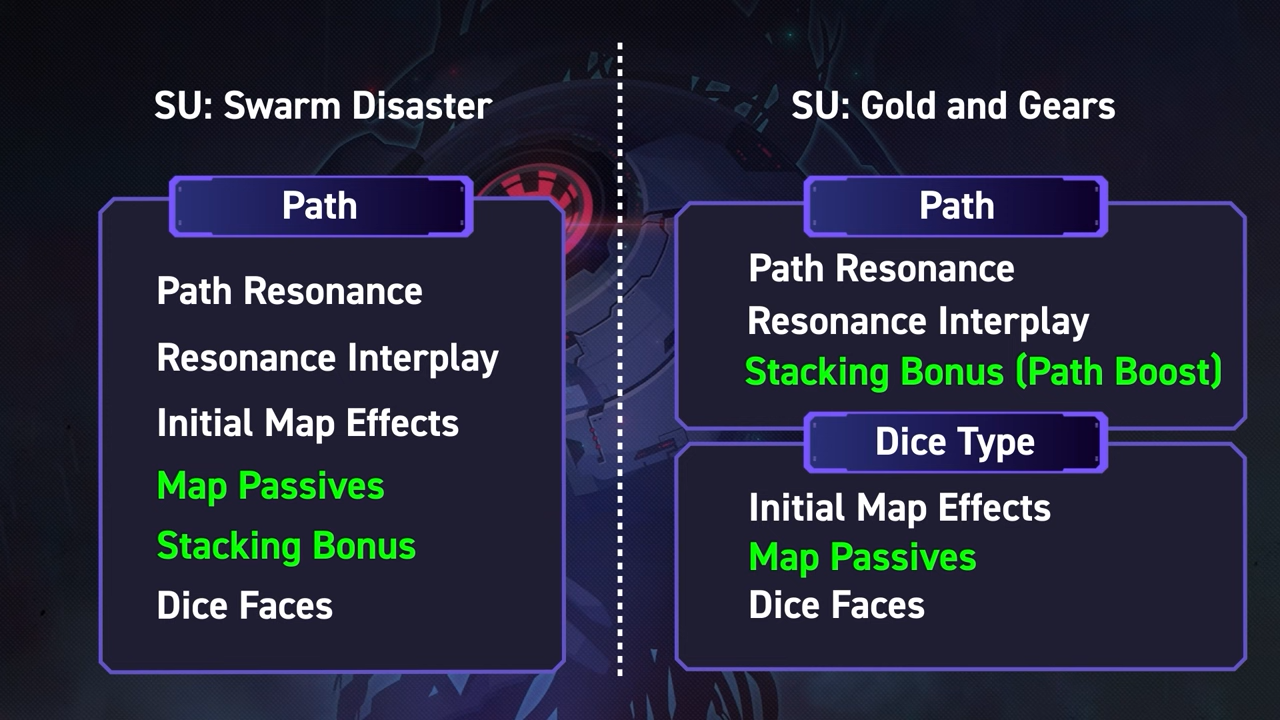 SU: Swarm Disaster
Path
Path Resonance
Resonance Interplay
Initial Map Effects
Map Passives
Stacking Bonus
Dice Faces
SU: Gold and Gears
Path
Path Resonance
Resonance Interplay
Stacking Bonus (Path Boost)
Dice Type
Initial Map Effects
Map Passives
Dice Faces